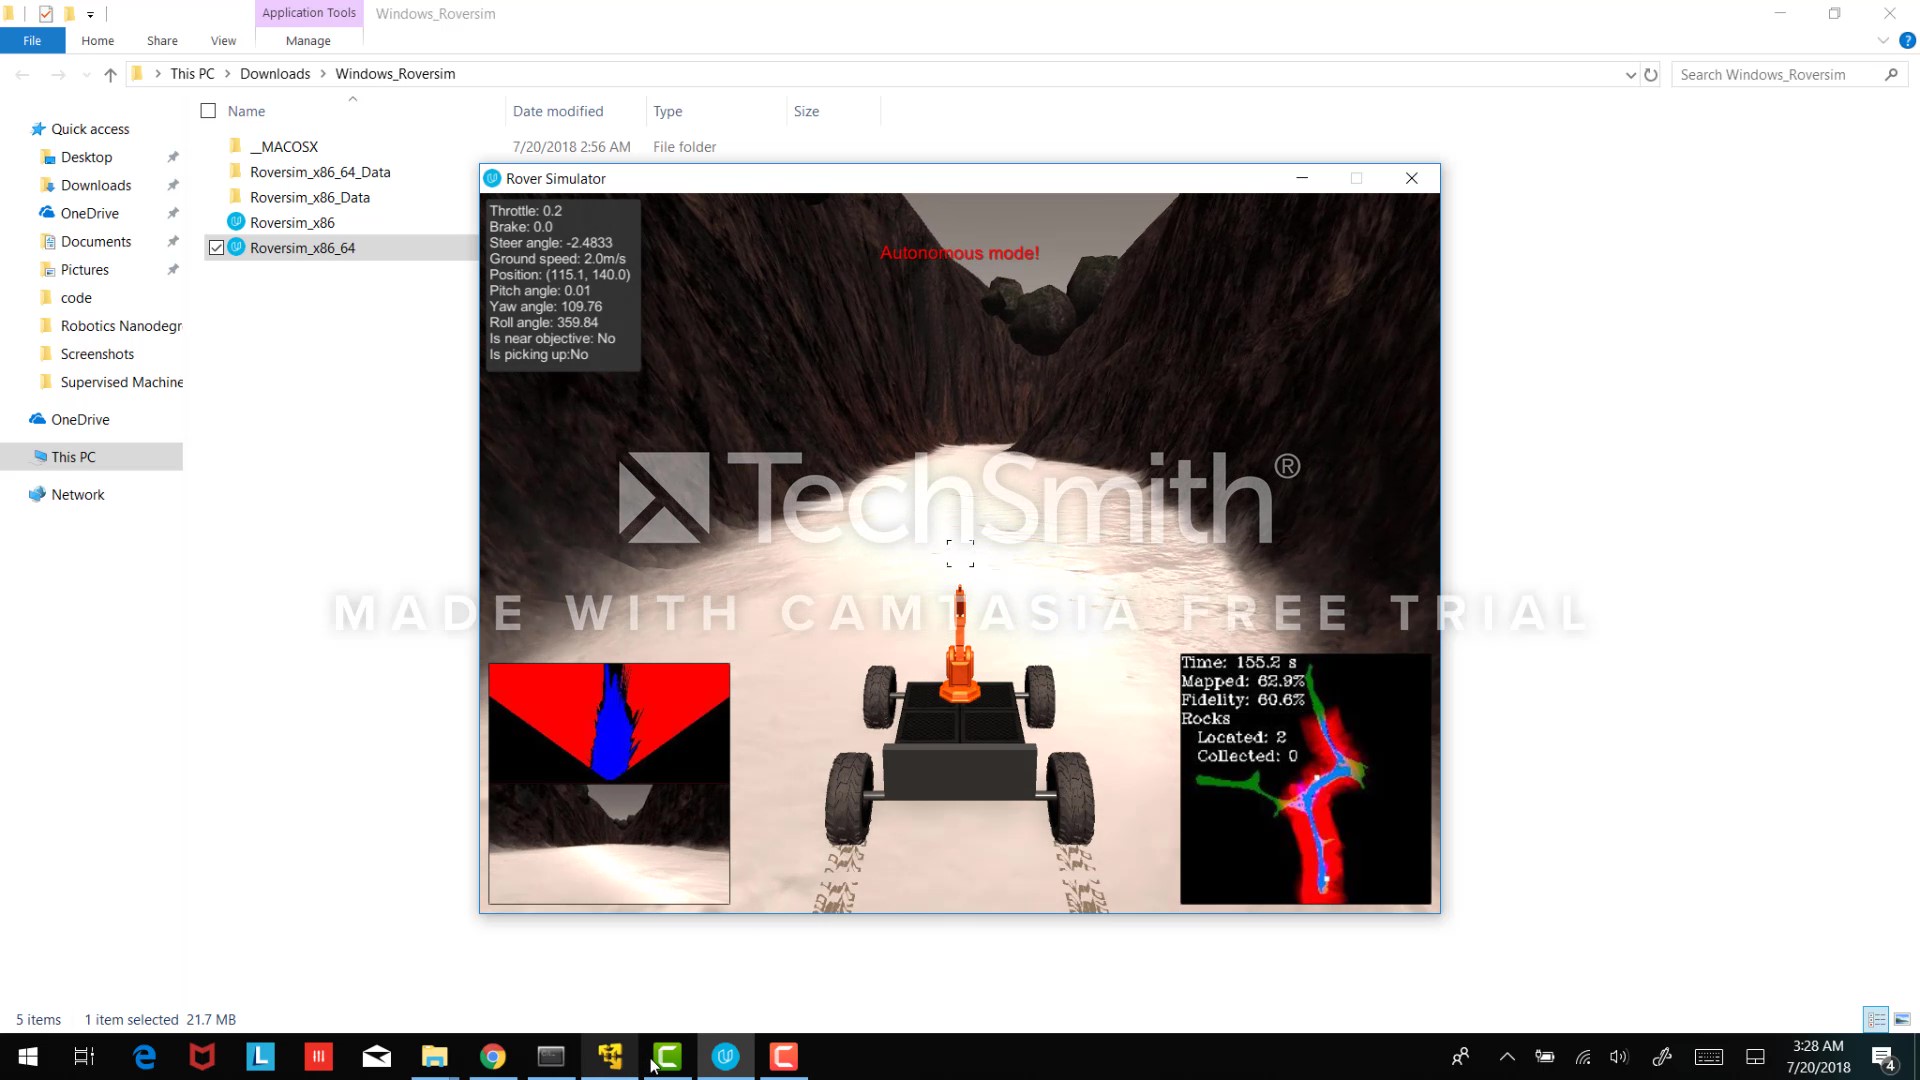 Application Tools
Windows_Roversim
File
Home
Share
View
Manage
This PC
Downloads
Windows_Roversim
Search Windows_Roversim
Name
Date modified
Type
Size
Quick access
Desktop
Downloads
OneDrive
Documents
Pictures
code
Robotics Nanodegr
Screenshots
Supervised Machine
OneDrive
This PC
Network
__MACOSX
7/20/2018 2:56 AM
File folder
Roversim_x86_64_Data
Roversim_x86_Data
Roversim_x86
Roversim_x86_64
Rover Simulator
Throttle: 0.2
Brake: 0.0
Steer angle: -2.4833
Ground speed: 2.0m/s
Position: (115.1, 140.0)
Pitch angle: 0.01
Yaw angle: 109.76
Roll angle: 359.84
Is near objective: No
Is picking up:No
Autonomous mode!
TechSmith®
MADE WITH CAMTASIA FREE TRIAL
Time: 155.2 s
Mapped: 62.9%
Fidelity: 60.6%
Rocks
Located: 2
Collected: 0
5 items
1 item selected 21.7 MB
3:28 AM
7/20/2018
4